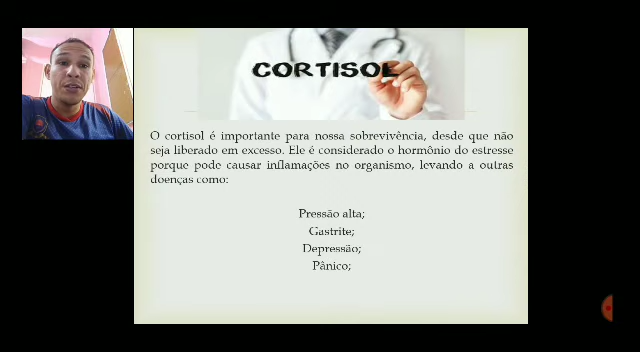 CORTISOL
O cortisol é importante para nossa sobrevivência, desde que não
seja liberado em excesso. Ele é considerado o hormônio do estresse
porque pode causar inflamações no organismo, levando a outras
doenças como:
Pressão alta;
Gastrite;
Depressão;
Pânico;